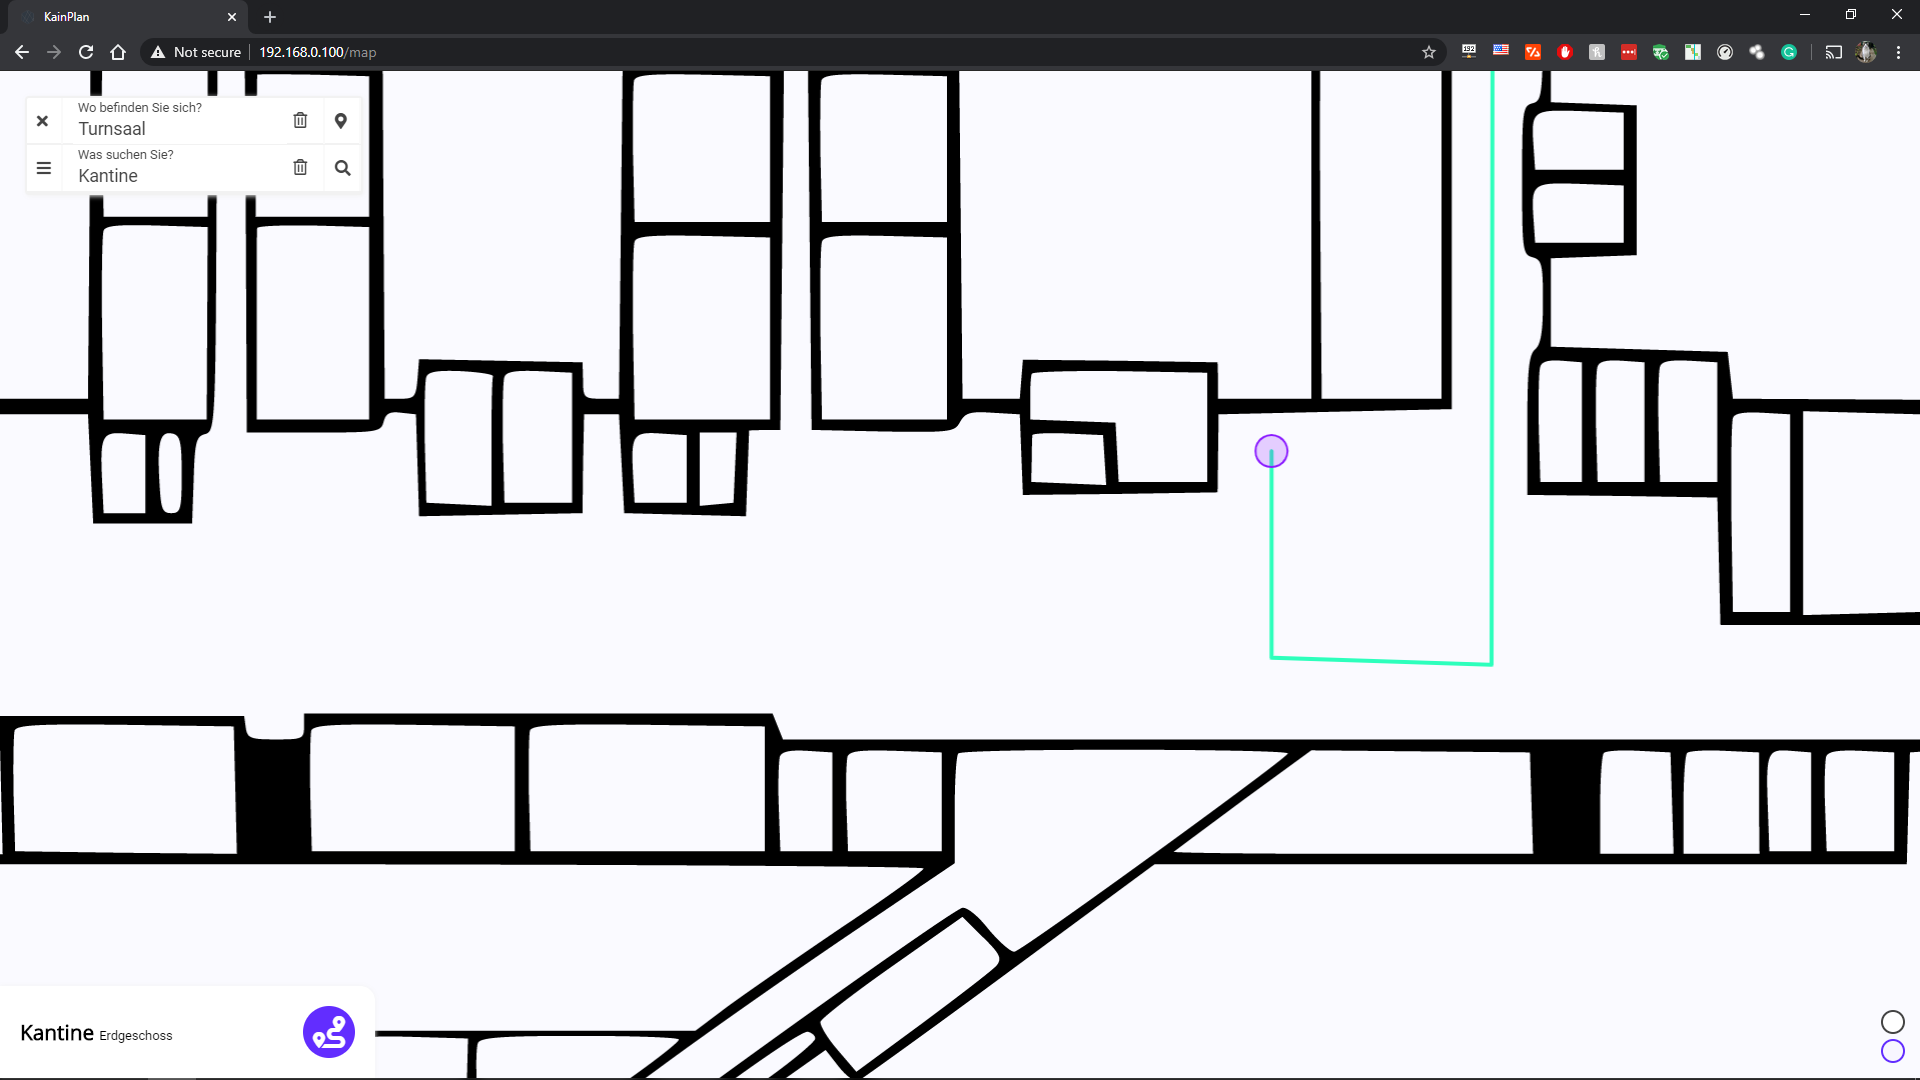 KainPlan
Not secure
192.168.0.100/map
192
Wo befinden Sie sich?
Turnsaal
Was suchen Sie?
Kantine
Kantine Erdgeschoss